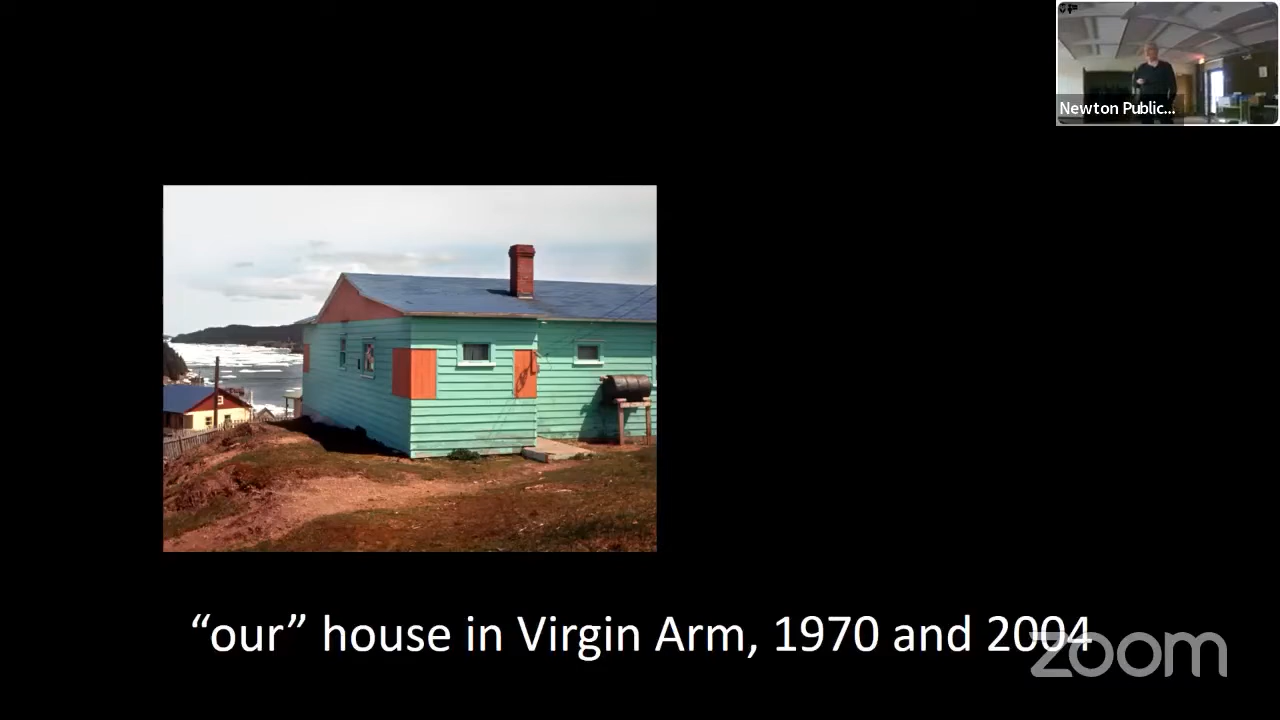 Newton Public...
“our” house in Virgin Arm, 1970 and 2004
zoom